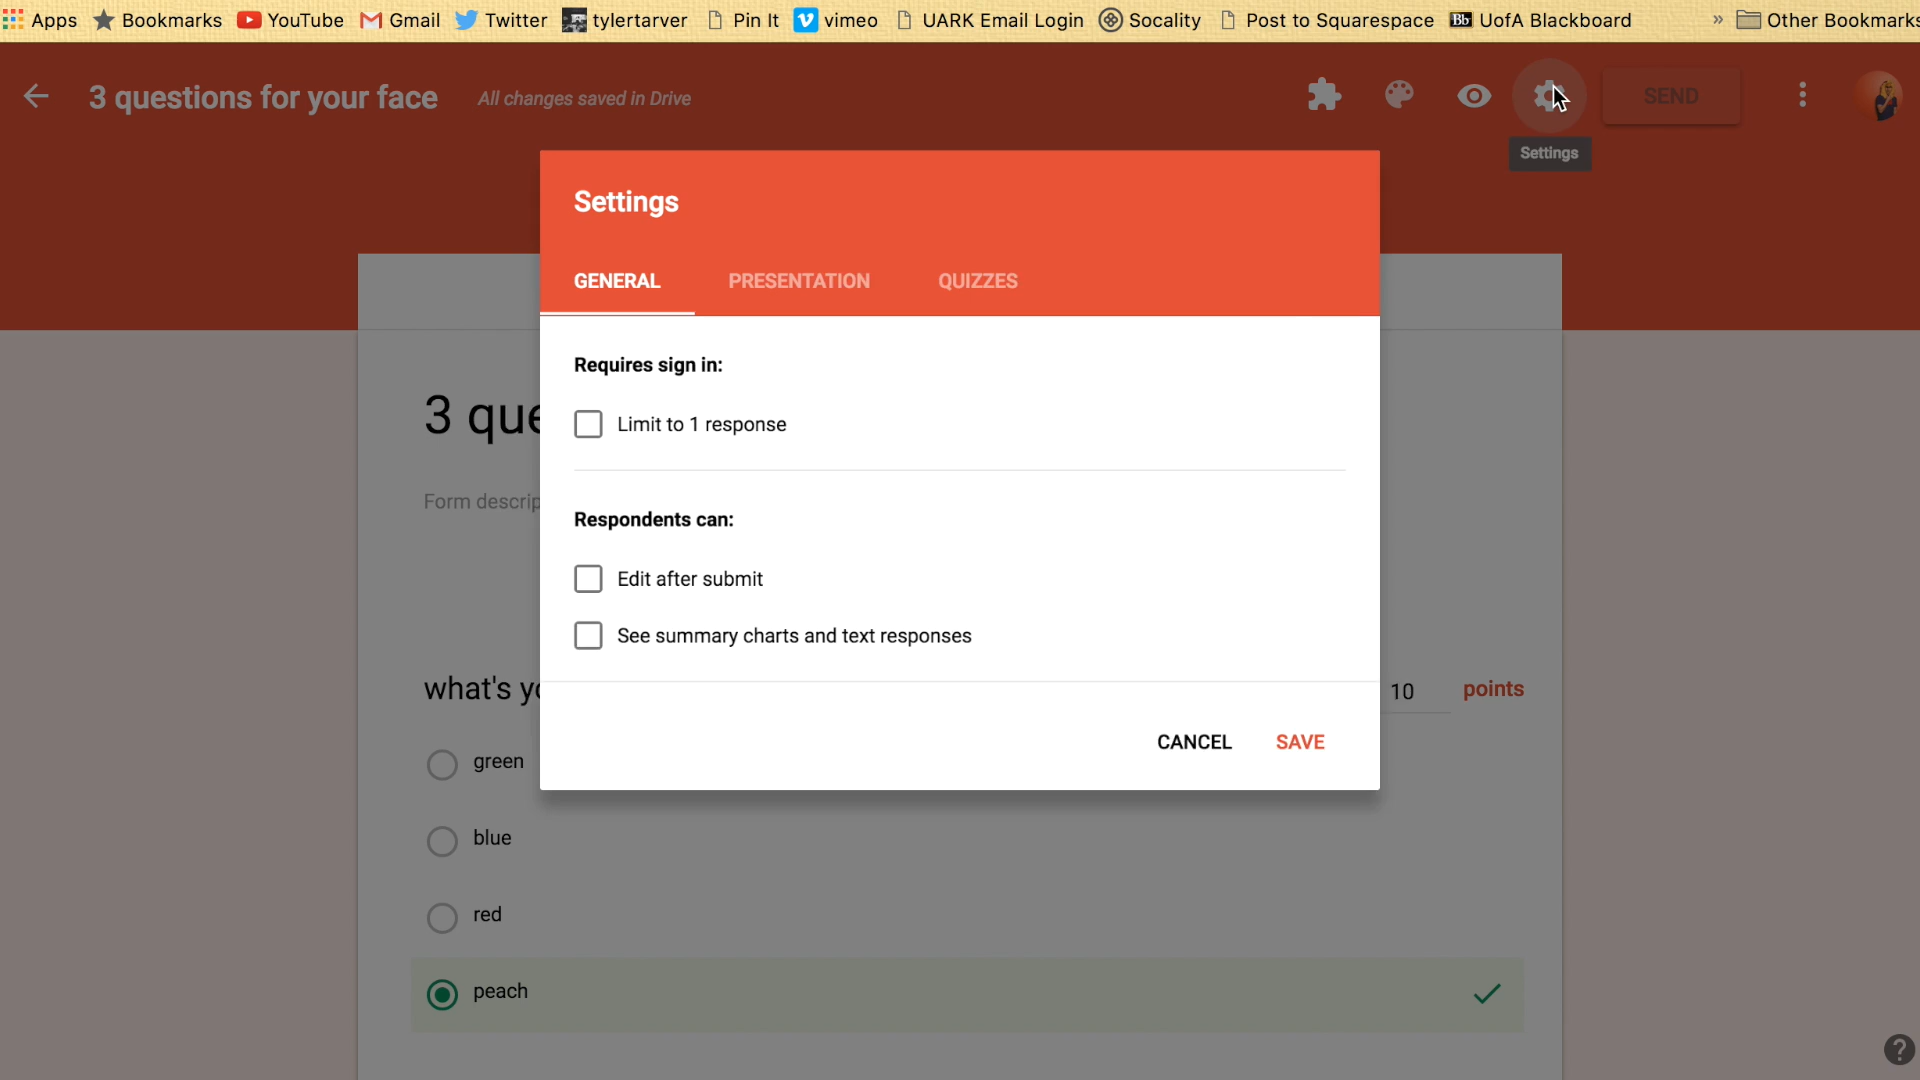 Apps Bookmarks YouTube Gmail Twitter tylertarver Pin It vimeo UARK Email Login Socality Post to Squarespace Bb UofA Blackboard » Other Bookmarks
3 questions for your face All changes saved in Drive SEND
Settings
Settings
GENERAL PRESENTATION QUIZZES
Requires sign in:
Limit to 1 response
3 que
Form descrip
Respondents can:
Edit after submit
See summary charts and text responses
what's yo 10 points
CANCEL SAVE
green
blue
red
peach
?